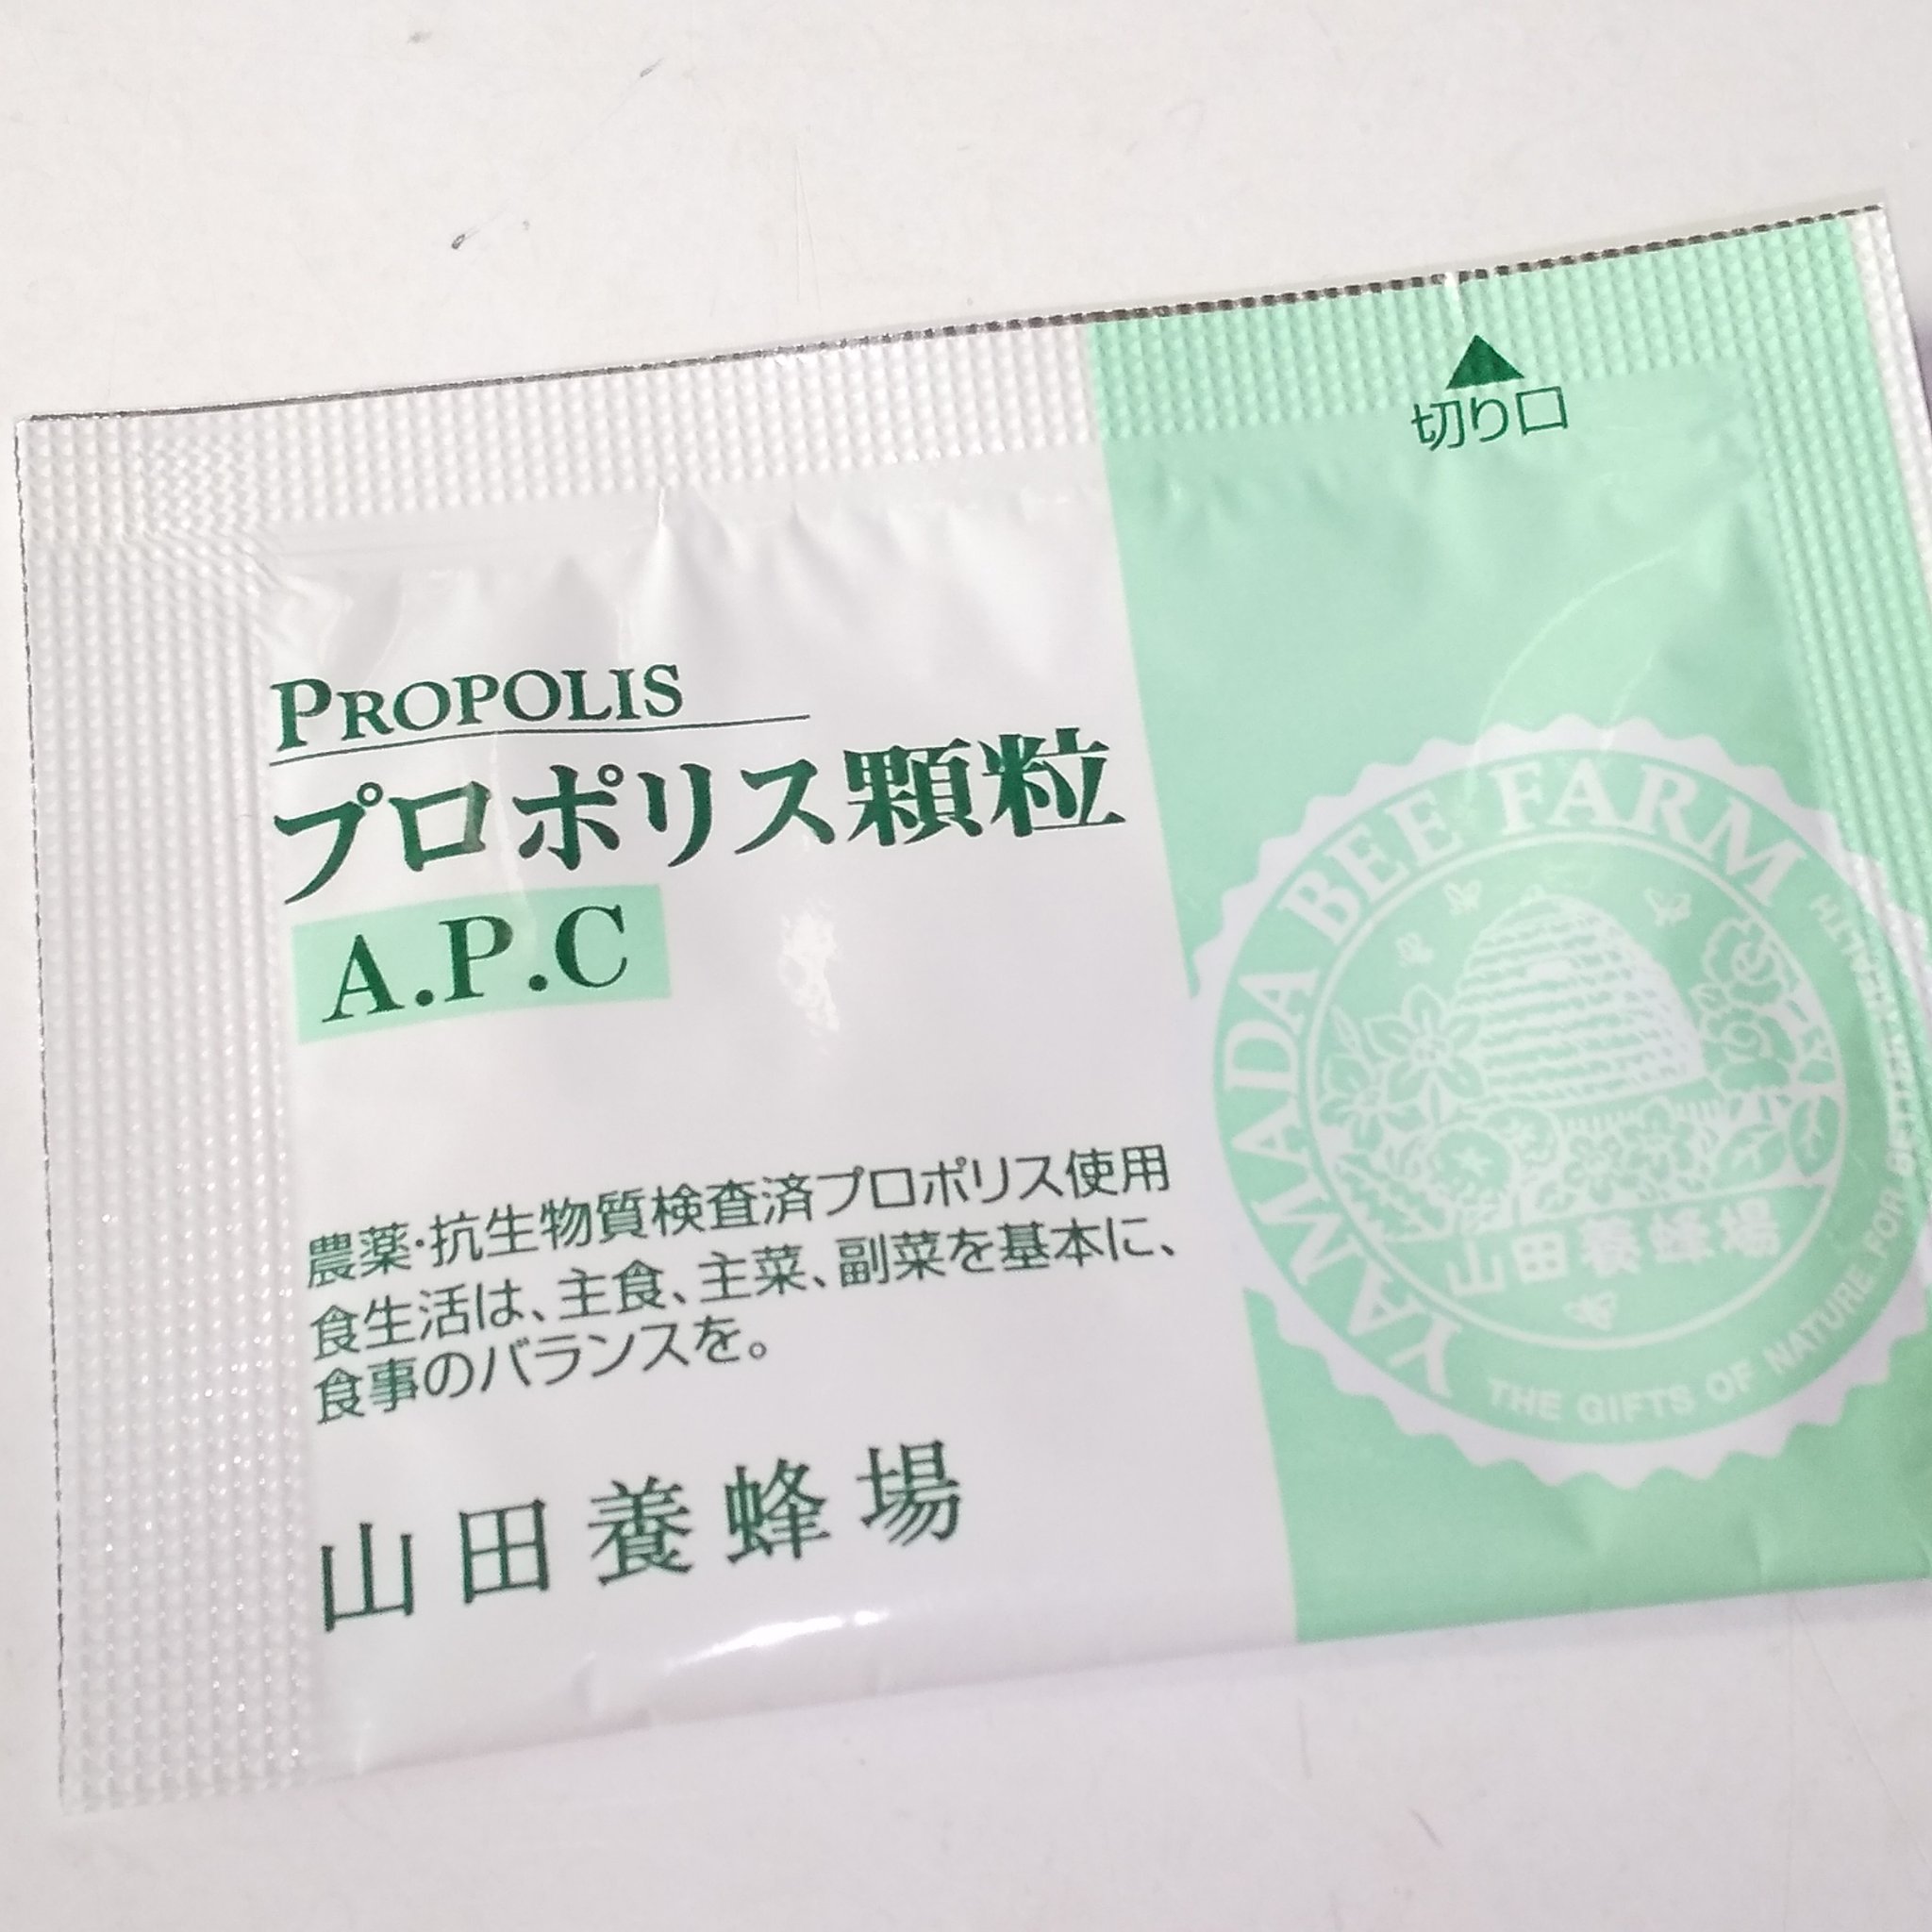 切り口
PROPOLIS
プロポリス顆粒
A.P.C
農薬・抗生物質検査済プロポリス使用
食生活は、主食、主菜、副菜を基本に、
食事のバランスを。
山田養蜂場
YAMADA BEE FARM
山田養蜂場
THE GIFTS OF NATURE FOR BETTER HEALTH